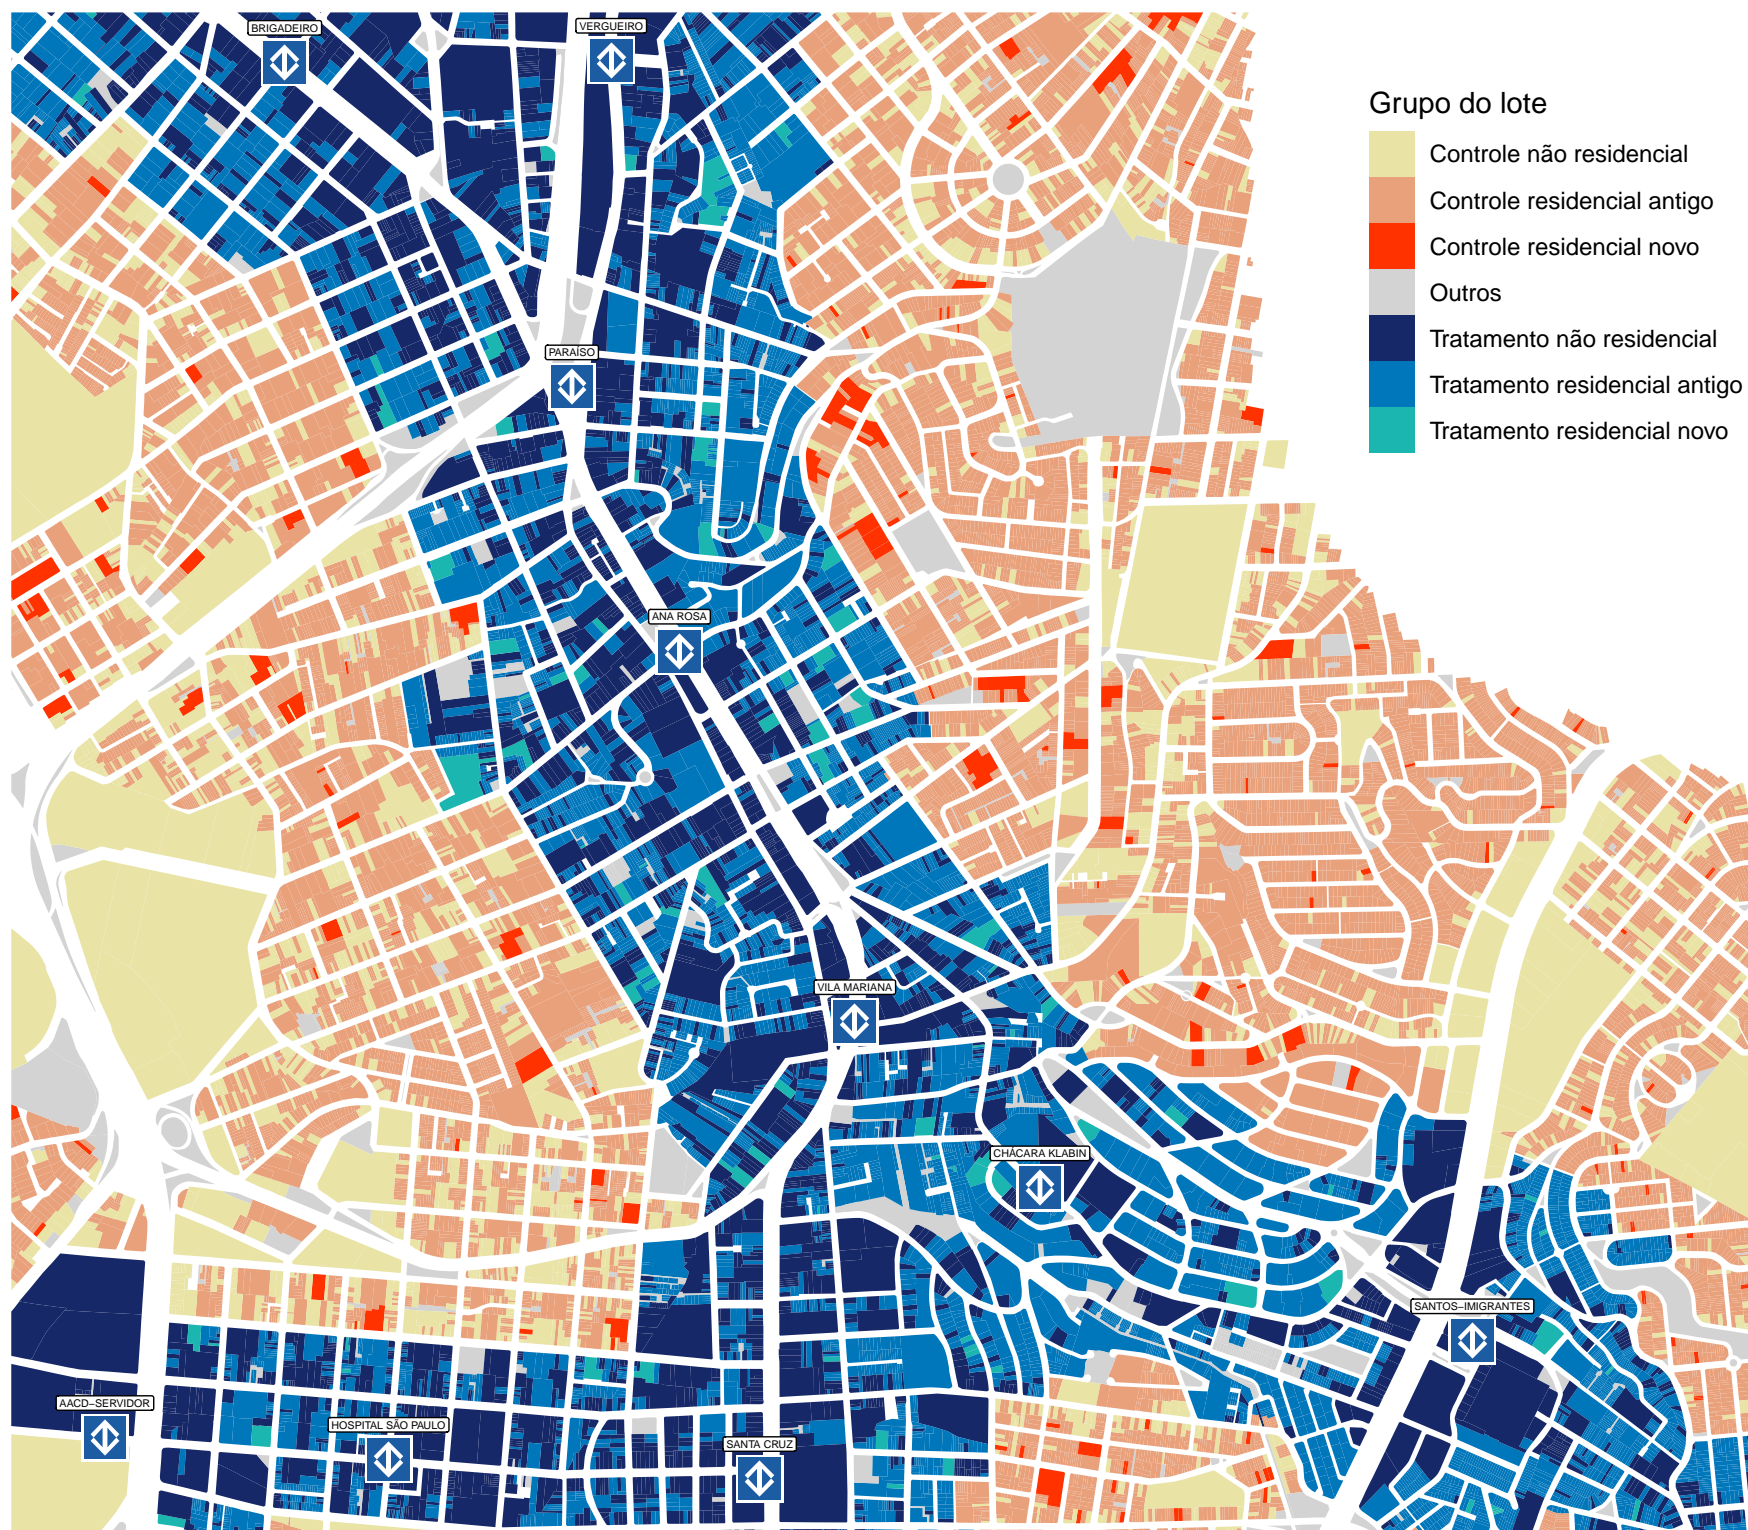 BRIGADEIRO
VERGUEIRO
Grupo do lote
Controle não residencial
Controle residencial antigo
Controle residencial novo
Outros
Tratamento não residencial
Tratamento residencial antigo
Tratamento residencial novo
PARAÍSO
ANA ROSA
VILA MARIANA
CHÁCARA KLABIN
SANTOS−IMIGRANTES
AACD−SERVIDOR
HOSPITAL SÃO PAULO
SANTA CRUZ